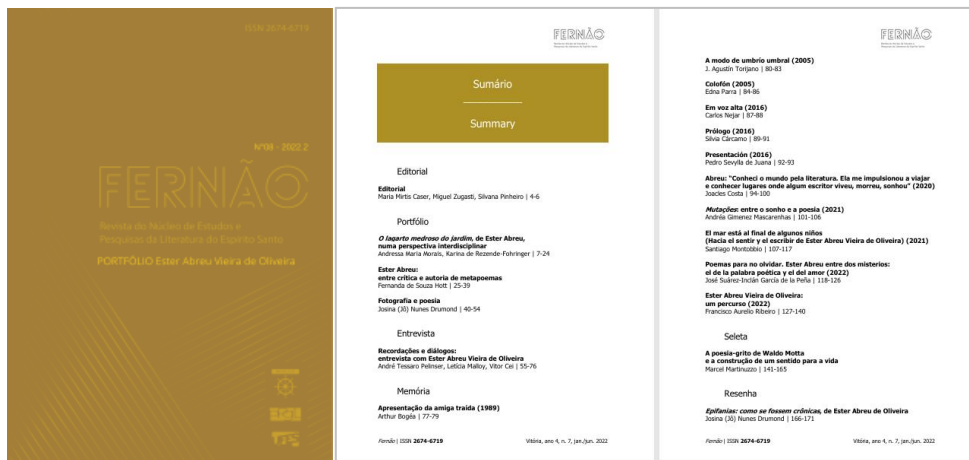 ISSN 2674-6719
Nº08 - 2022.2
FERNÃO
Revista do Núcleo de Estudos e
Pesquisas da Literatura do Espírito Santo
PORTFÓLIO Ester Abreu Vieira de Oliveira
FERNÃO
Sumário
Summary
Editorial
Editorial
Maria Mirtis Caser, Miguel Zugasti, Silvana Pinheiro | 4-6
Portfólio
O lagarto medroso do jardim, de Ester Abreu,
numa perspectiva interdisciplinar
Andressa Maria Morais, Karina de Rezende-Fohringer | 7-24
Ester Abreu:
entre crítica e autoria de metapoemas
Fernanda de Souza Hott | 25-39
Fotografia e poesia
Josina (Jô) Nunes Drumond | 40-54
Entrevista
Recordações e diálogos:
entrevista com Ester Abreu Vieira de Oliveira
André Tessaro Pelinser, Letícia Malloy, Vitor Cei | 55-76
Memória
Apresentação da amiga traída (1989)
Arthur Bogéa | 77-79
Fernão | ISSN 2674-6719 Vitória, ano 4, n. 7, jan./jun. 2022
FERNÃO
A modo de umbrío umbral (2005)
J. Agustín Torijano | 80-83
Colofón (2005)
Edna Parra | 84-86
Em voz alta (2016)
Carlos Nejar | 87-88
Prólogo (2016)
Silvia Cárcamo | 89-91
Presentación (2016)
Pedro Sevylla de Juana | 92-93
Abreu: "Conheci o mundo pela literatura. Ela me impulsionou a viajar
e conhecer lugares onde algum escritor viveu, morreu, sonhou" (2020)
Joacles Costa | 94-100
Mutações: entre o sonho e a poesia (2021)
Andréa Gimenez Mascarenhas | 101-106
El mar está al final de algunos niños
(Hacia el sentir y el escribir de Ester Abreu Vieira de Oliveira) (2021)
Santiago Montobbio | 107-117
Poemas para no olvidar. Ester Abreu entre dos misterios:
el de la palabra poética y el del amor (2022)
José Suárez-Inclán García de la Peña | 118-126
Ester Abreu Vieira de Oliveira:
um percurso (2022)
Francisco Aurelio Ribeiro | 127-140
Seleta
A poesia-grito de Waldo Motta
e a construção de um sentido para a vida
Marcel Martinuzzo | 141-165
Resenha
Epifanias: como se fossem crônicas, de Ester Abreu de Oliveira
Josina (Jô) Nunes Drumond | 166-171
Fernão | ISSN 2674-6719 Vitória, ano 4, n. 7, jan./jun. 2022